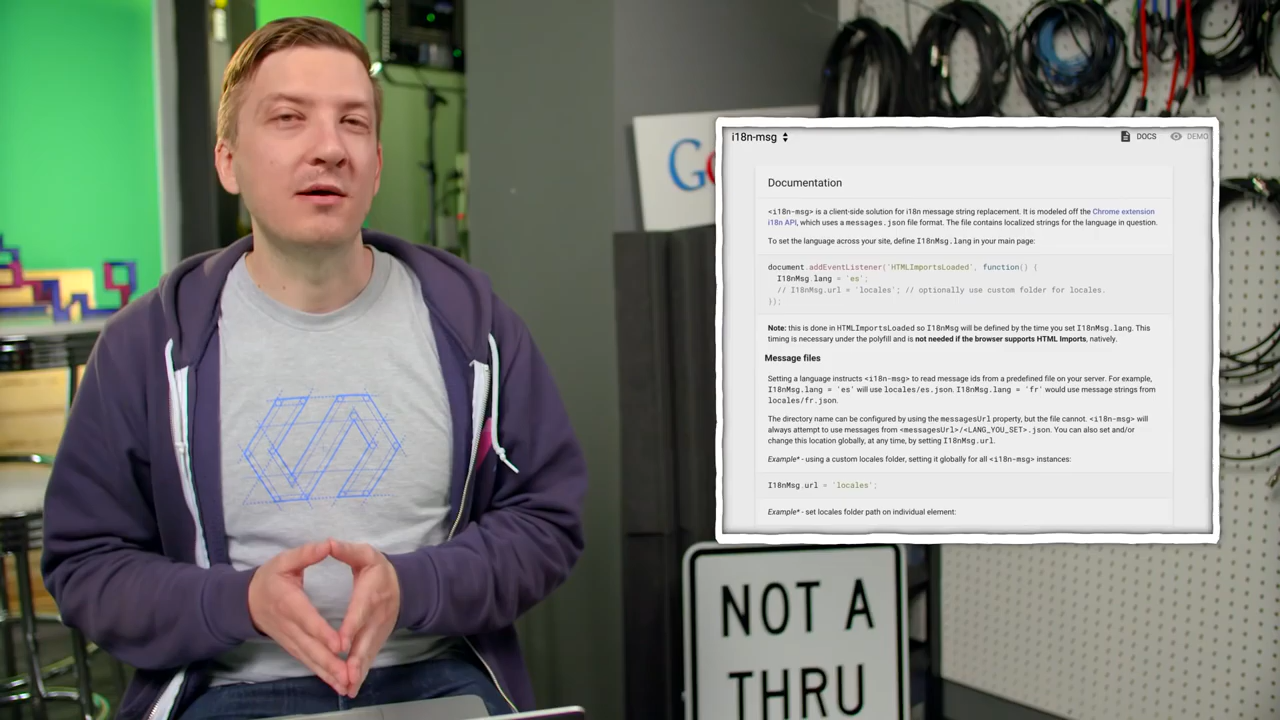 Go
i18n-msg
DOCS
DEMO
Documentation
<i18n-msg> is a client-side solution for i18n message string replacement. It is modeled off the Chrome extension
i18n API, which uses a messages.json file format. The file contains localized strings for the language in question.
To set the language across your site, define I18nMsg.lang in your main page:
document.addEventListener('HTMLImportsLoaded', function() {
I18nMsg.lang = 'es';
// I18nMsg.url = 'locales'; // optionally use custom folder for locales.
});
Note: this is done in HTMLImportsLoaded so I18nMsg will be defined by the time you set I18nMsg.lang. This
timing is necessary under the polyfill and is not needed if the browser supports HTML Imports, natively.
Message files
Setting a language instructs <i18n-msg> to read message ids from a predefined file on your server. For example,
I18nMsg.lang = 'es' will use locales/es.json. I18nMsg.lang = 'fr' would use message strings from
locales/fr.json.
The directory name can be configured by using the messagesUrl property, but the file cannot. <i18n-msg> will
always attempt to use messages from <messagesUrl>/<LANG_YOU_SET>.json. You can also set and/or
change this location globally, at any time, by setting I18nMsg.url.
Example* - using a custom locales folder, setting it globally for all <i18n-msg> instances:
I18nMsg.url = 'locales';
Example* - set locales folder path on individual element:
NOT A
THRU